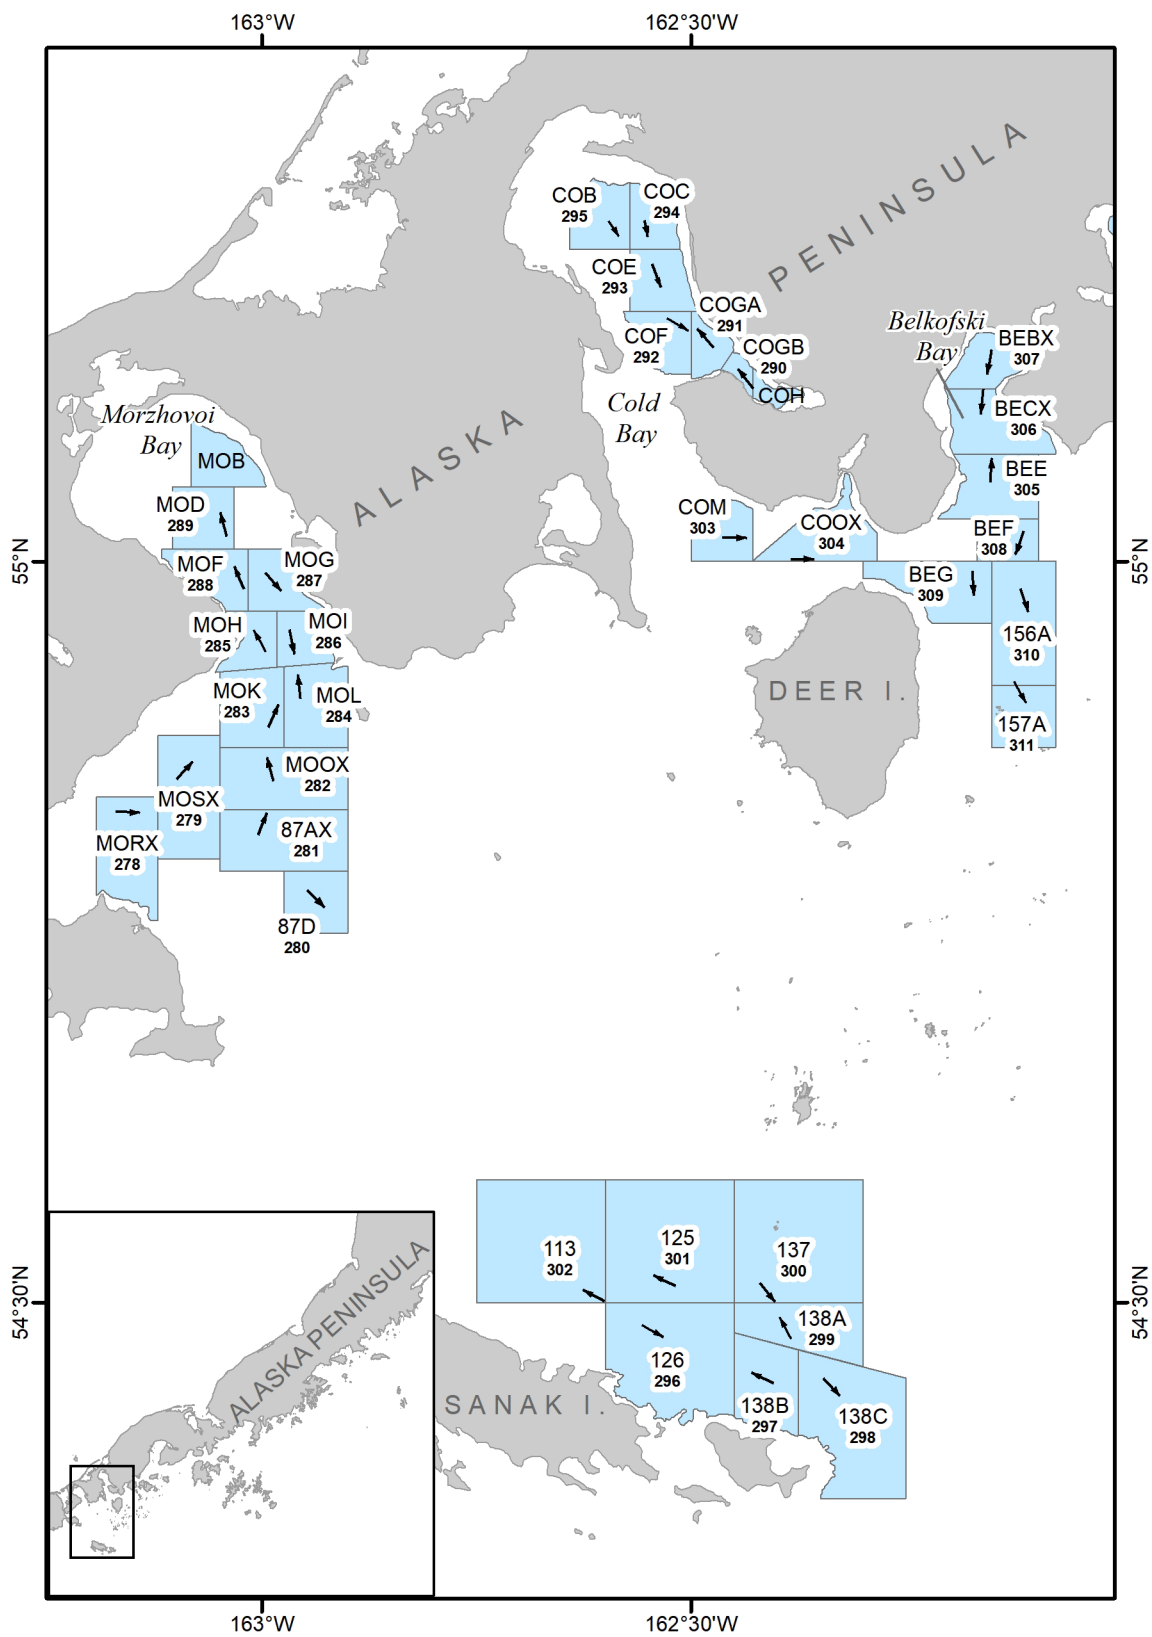 163°W
162°30'W
PENINSULA
COB
295
COC
294
COE
293
COGA
291
COF
292
COGB
290
COH
Belkofski
Bay
BEBX
307
BECX
306
Cold
Bay
Morzhovoi
Bay
MOB
ALASKA
BEE
305
MOD
289
COM
303
COOX
304
BEF
308
55°N
55°N
MOF
288
MOG
287
BEG
309
MOH
285
MOI
286
156A
310
MOK
283
MOL
284
DEER I.
157A
311
MOOX
282
MOSX
279
MORX
278
87AX
281
87D
280
113
302
125
301
137
300
54°30'N
54°30'N
138A
299
126
296
138B
297
138C
298
SANAK I.
ALASKA PENINSULA
163°W
162°30'W